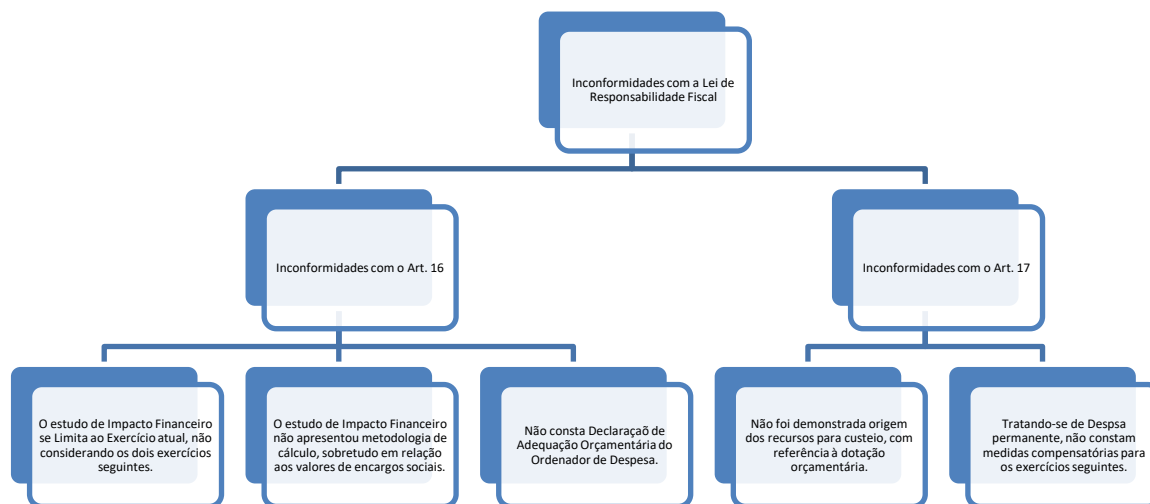 Inconformidades com a Lei de
Responsabilidade Fiscal
Inconformidades com o Art. 16
Inconformidades com o Art. 17
O estudo de Impacto Financeiro
se Limita ao Exercício atual, não
considerando os dois exercícios
seguintes.
O estudo de Impacto Financeiro
não apresentou metodologia de
cálculo, sobretudo em relação
aos valores de encargos sociais.
Não consta Declaraçaõ de
Adequação Orçamentária do
Ordenador de Despesa.
Não foi demonstrada origem
dos recursos para custeio, com
referência à dotação
orçamentária.
Tratando-se de Despsa
permanente, não constam
medidas compensatórias para
os exercícios seguintes.